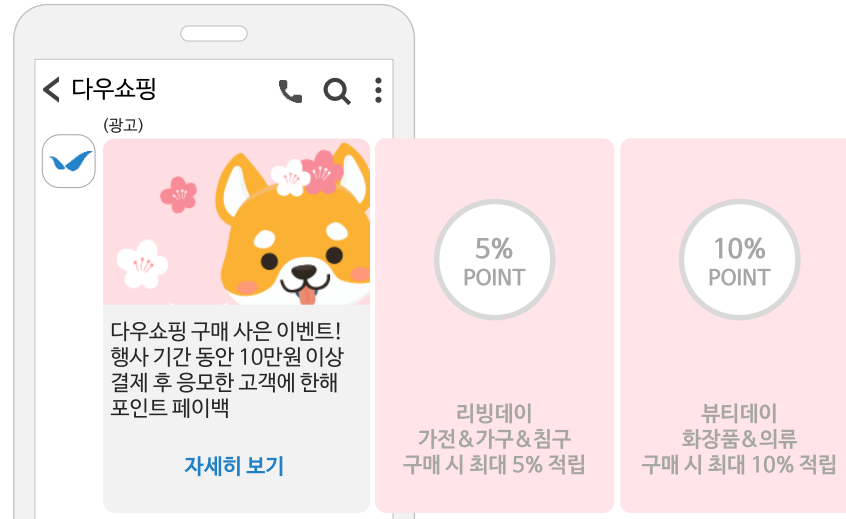 다우쇼핑
(광고)
다우쇼핑 구매 사은 이벤트!
행사 기간 동안 10만원 이상
결제 후 응모한 고객에 한해
포인트 페이백
자세히 보기
5%
POINT
리빙데이
가전&가구&침구
구매 시 최대 5% 적립
10%
POINT
뷰티데이
화장품&의류
구매 시 최대 10% 적립